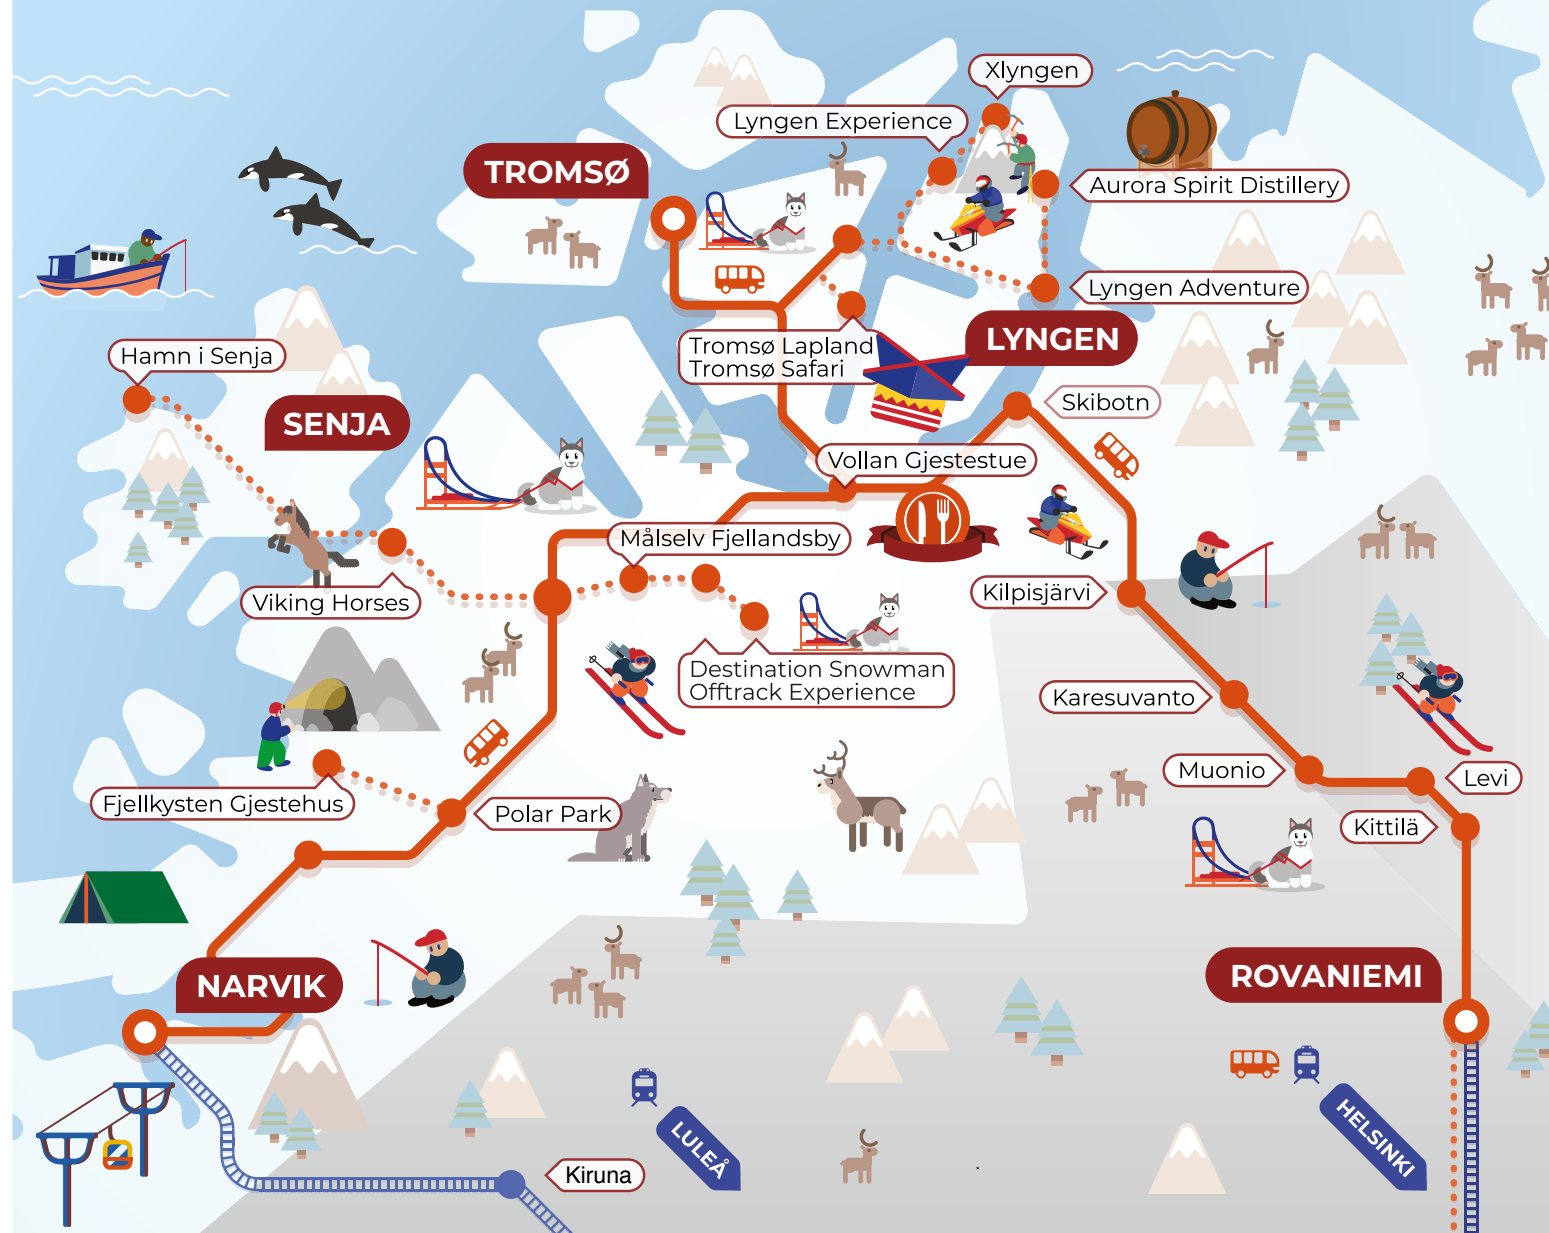 Xlyngen
Lyngen Experience
TROMSØ
Aurora Spirit Distillery
Lyngen Adventure
LYNGEN
Tromsø Lapland
Tromsø Safari
Hamn i Senja
SENJA
Skibotn
Vollan Gjestestue
Målselv Fjellandsby
Viking Horses
Kilpisjärvi
Destination Snowman
Offtrack Experience
Karesuvanto
Muonio
Levi
Fjellkysten Gjestehus
Polar Park
Kittilä
NARVIK
ROVANIEMI
LULEÅ
HELSINKI
Kiruna